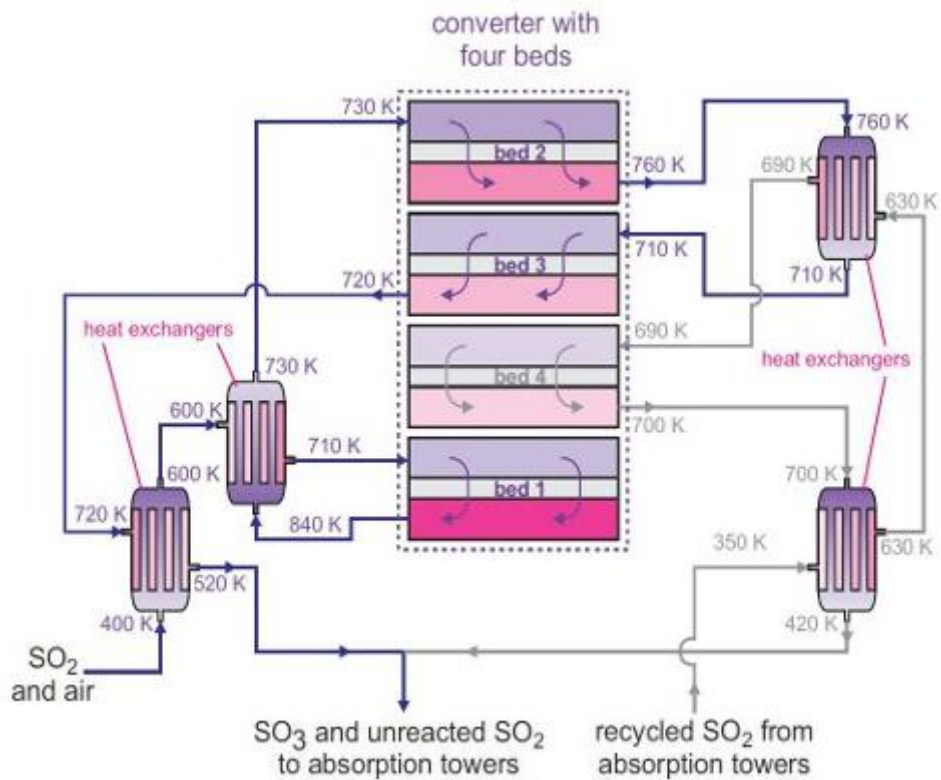 converter with
four beds
730 K
bed 2
760 K
760 K
690 K
630 K
710 K
710 K
bed 3
720 K
heat exchangers
690 K
heat exchangers
730 K
bed 4
700 K
600 K
600 K
710 K
bed 1
700 K
720 K
840 K
350 K
630 K
520 K
400 K
420 K
SO2
and air
SO3 and unreacted SO2
to absorption towers
recycled SO2 from
absorption towers